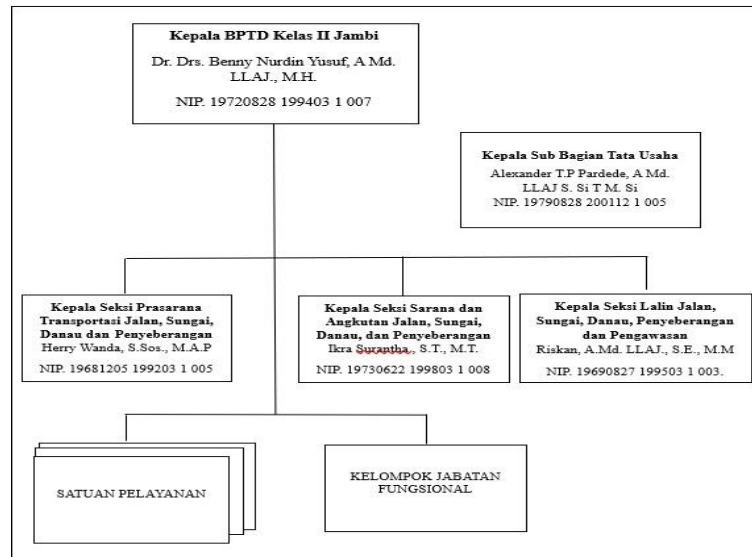 Kepala BPTD Kelas II Jambi
Dr. Drs. Benny Nurdin Yusuf, A Md.
LLAJ., M.H.
NIP. 19720828 199403 1 007
Kepala Sub Bagian Tata Usaha
Alexander T.P Pardede, A Md.
LLAJ S. Si T M. Si
NIP. 19790828 200112 1 005
Kepala Seksi Prasarana
Transportasi Jalan, Sungai,
Danau dan Penyeberangan
Herry Wanda, S.Sos., M.A.P
NIP. 19681205 199203 1 005
Kepala Seksi Sarana dan
Angkutan Jalan, Sungai,
Danau, dan Penyeberangan
Ikra Surantha., S.T., M.T.
NIP. 19730622 199803 1 008
Kepala Seksi Lalin Jalan,
Sungai, Danau, Penyeberangan
dan Pengawasan
Riskan, A.Md. LLAJ., S.E., M.M
NIP. 19690827 199503 1 003.
SATUAN PELAYANAN
KELOMPOK JABATAN
FUNGSIONAL